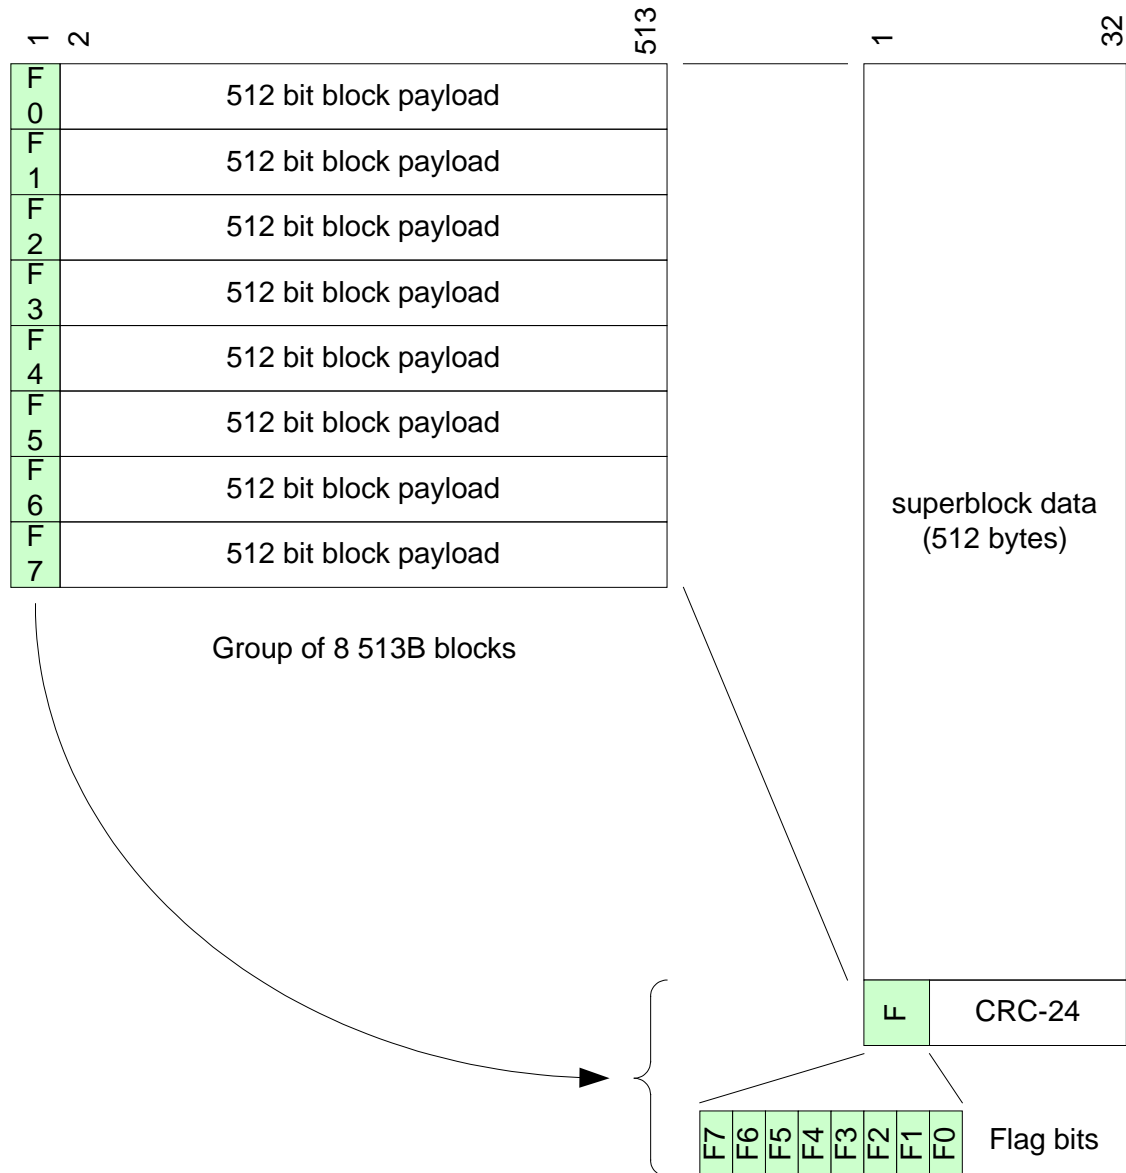 1 2 513 1 32
F
0 512 bit block payload
F
1 512 bit block payload
F
2 512 bit block payload
F
3 512 bit block payload
F
4 512 bit block payload
F
5 512 bit block payload
F
6 512 bit block payload
F
7 512 bit block payload
superblock data
(512 bytes)
Group of 8 513B blocks
F CRC-24
F7 F6 F5 F4 F3 F2 F1 F0 Flag bits